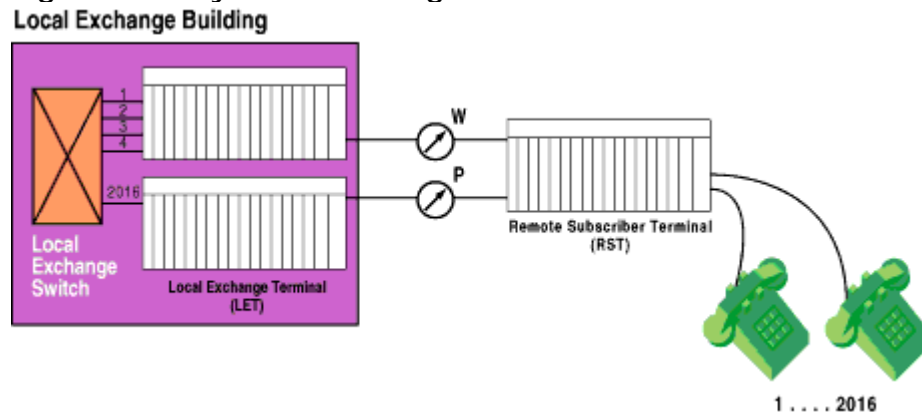 Local Exchange Building
1
2
3
4
2016
Local
Exchange
Switch
Local Exchange Terminal
(LET)
W
P
Remote Subscriber Terminal
(RST)
1 . . . . 2016